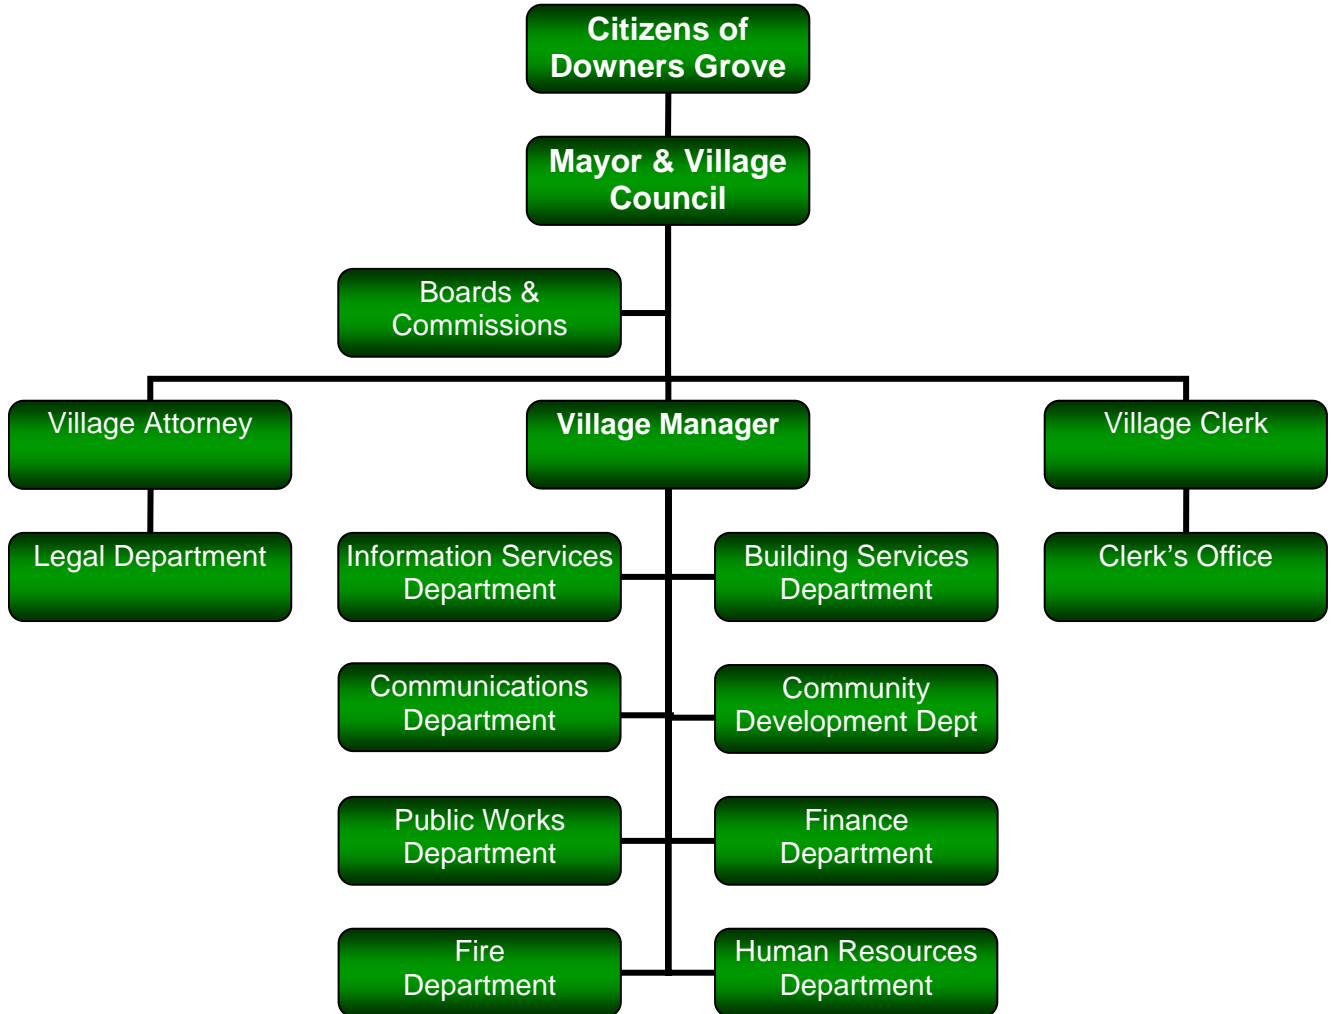 Citizens of
Downers Grove
Mayor & Village
Council
Boards &
Commissions
Village Attorney
Village Manager
Village Clerk
Legal Department
Information Services
Department
Building Services
Department
Clerk's Office
Communications
Department
Community
Development Dept
Public Works
Department
Finance
Department
Fire
Department
Human Resources
Department